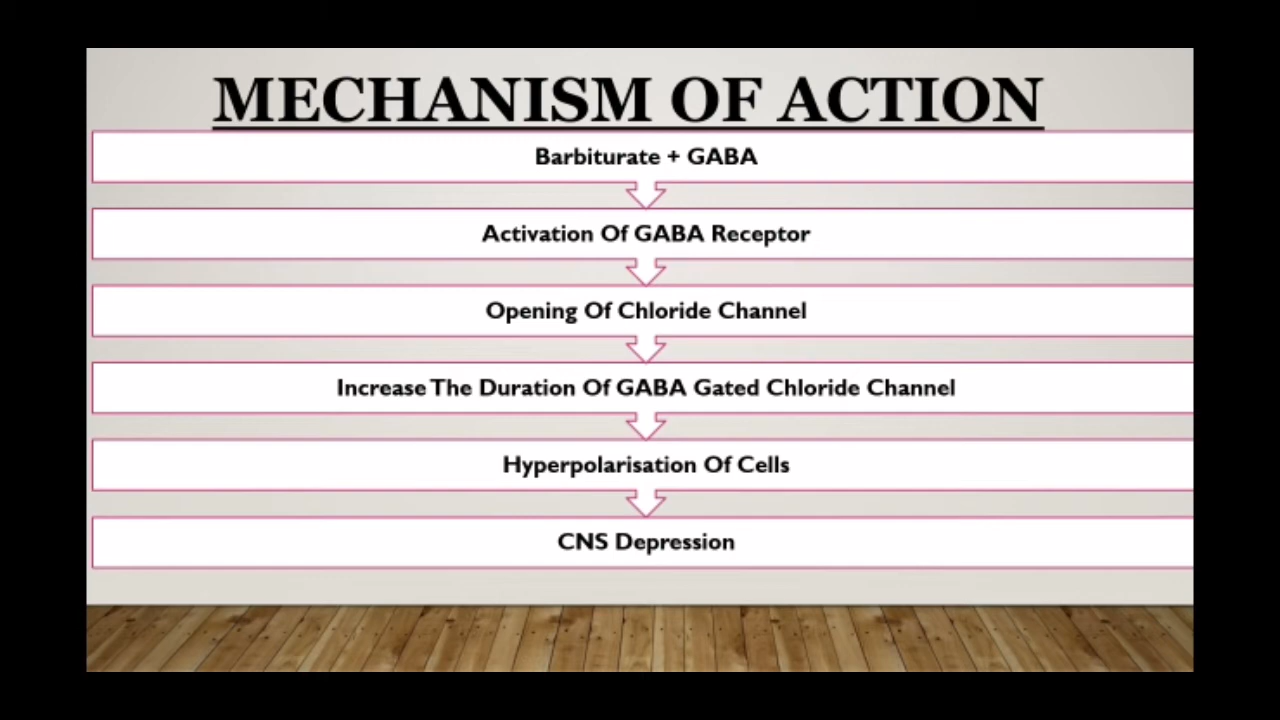 MECHANISM OF ACTION
Barbiturate + GABA
Activation Of GABA Receptor
Opening Of Chloride Channel
Increase The Duration Of GABA Gated Chloride Channel
Hyperpolarisation Of Cells
CNS Depression